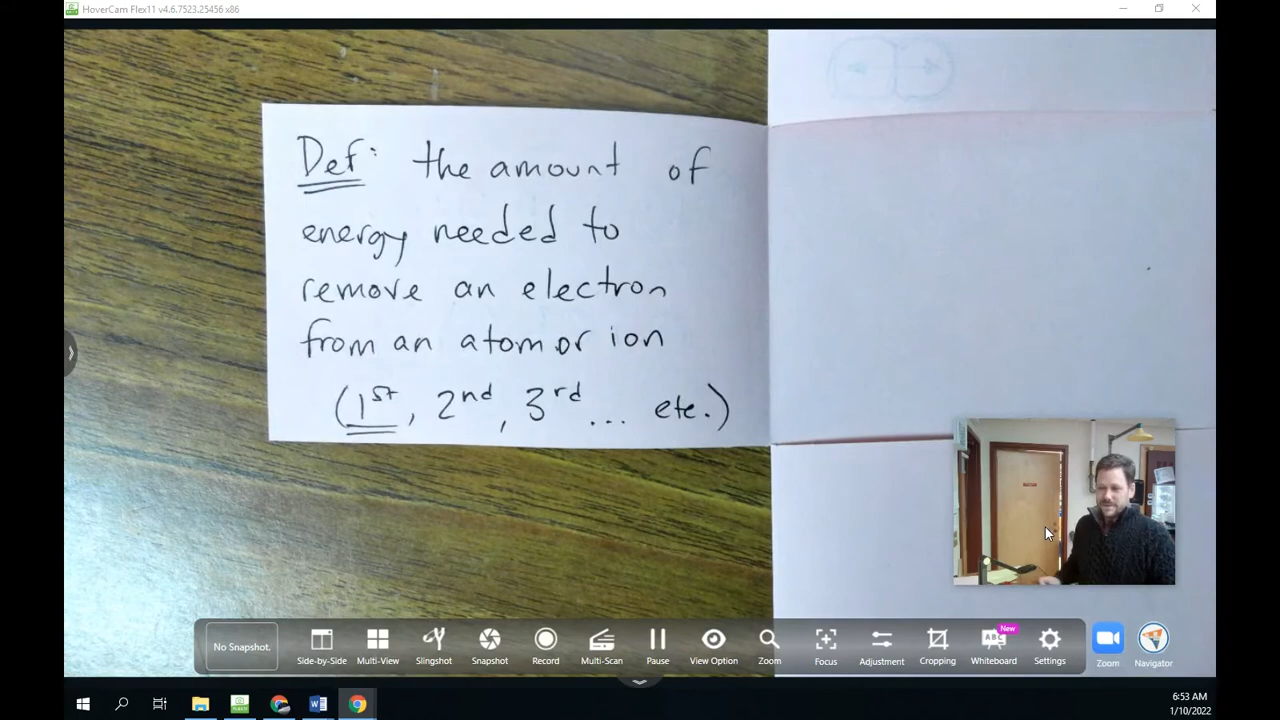 HoverCam Flex11 v4.6.7523.25456 x86
Def: the amount of
energy needed to
remove an electron
from an atom or ion
(1st, 2nd, 3rd ... etc.)
No Snapshot.
Side-by-Side
Multi-View
Slingshot
Snapshot
Record
Multi-Scan
Pause
View Option
Zoom
Focus
Adjustment
Cropping
New
ABC
Whiteboard
Settings
Zoom
Navigator
6:53 AM
1/10/2022